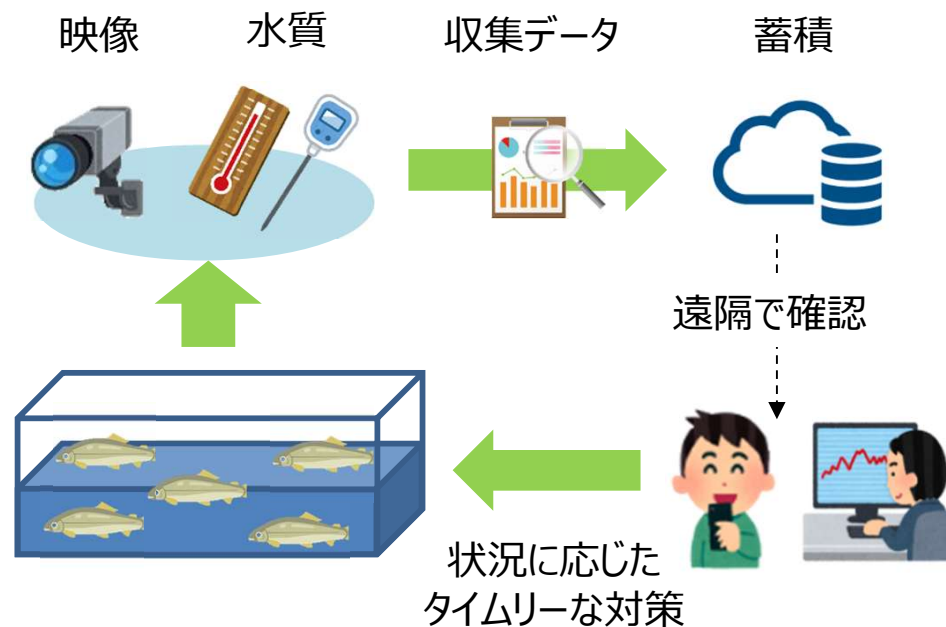 映像
水質
収集データ
蓄積
遠隔で確認
状況に応じた
タイムリーな対策